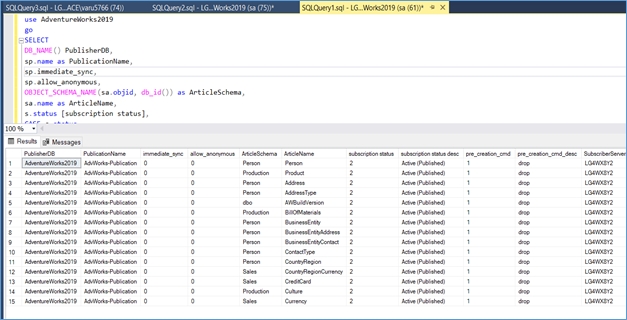 SQLQuery3.sql - LG...ACE\varu5766 (74)) SQLQuery2.sql - LG...Works2019 (sa (75))* SQLQuery1.sql - LG...Works2019 (sa (61))*
use AdventureWorks2019
go
SELECT
DB_NAME() PublisherDB,
sp.name as PublicationName,
sp.immediate_sync,
sp.allow_anonymous,
OBJECT_SCHEMA_NAME(sa.objid, db_id()) as ArticleSchema,
sa.name as ArticleName,
s.status [subscription status],
100 %
Results Messages
PublisherDB PublicationName immediate_sync allow_anonymous ArticleSchema ArticleName subscription status subscription status desc pre_creation_cmd pre_creation_cmd_desc SubscriberServer
1 AdventureWorks2019 AdvWorks-Publication 0 0 Person Person 2 Active (Published) 1 drop LG4WX8Y2
2 AdventureWorks2019 AdvWorks-Publication 0 0 Production Product 2 Active (Published) 1 drop LG4WX8Y2
3 AdventureWorks2019 AdvWorks-Publication 0 0 Person Address 2 Active (Published) 1 drop LG4WX8Y2
4 AdventureWorks2019 AdvWorks-Publication 0 0 Person AddressType 2 Active (Published) 1 drop LG4WX8Y2
5 AdventureWorks2019 AdvWorks-Publication 0 0 dbo AWBuildVersion 2 Active (Published) 1 drop LG4WX8Y2
6 AdventureWorks2019 AdvWorks-Publication 0 0 Production BillOfMaterials 2 Active (Published) 1 drop LG4WX8Y2
7 AdventureWorks2019 AdvWorks-Publication 0 0 Person BusinessEntity 2 Active (Published) 1 drop LG4WX8Y2
8 AdventureWorks2019 AdvWorks-Publication 0 0 Person BusinessEntityAddress 2 Active (Published) 1 drop LG4WX8Y2
9 AdventureWorks2019 AdvWorks-Publication 0 0 Person BusinessEntityContact 2 Active (Published) 1 drop LG4WX8Y2
10 AdventureWorks2019 AdvWorks-Publication 0 0 Person ContactType 2 Active (Published) 1 drop LG4WX8Y2
11 AdventureWorks2019 AdvWorks-Publication 0 0 Person CountryRegion 2 Active (Published) 1 drop LG4WX8Y2
12 AdventureWorks2019 AdvWorks-Publication 0 0 Sales CountryRegionCurrency 2 Active (Published) 1 drop LG4WX8Y2
13 AdventureWorks2019 AdvWorks-Publication 0 0 Sales CreditCard 2 Active (Published) 1 drop LG4WX8Y2
14 AdventureWorks2019 AdvWorks-Publication 0 0 Production Culture 2 Active (Published) 1 drop LG4WX8Y2
15 AdventureWorks2019 AdvWorks-Publication 0 0 Sales Currency 2 Active (Published) 1 drop LG4WX8Y2